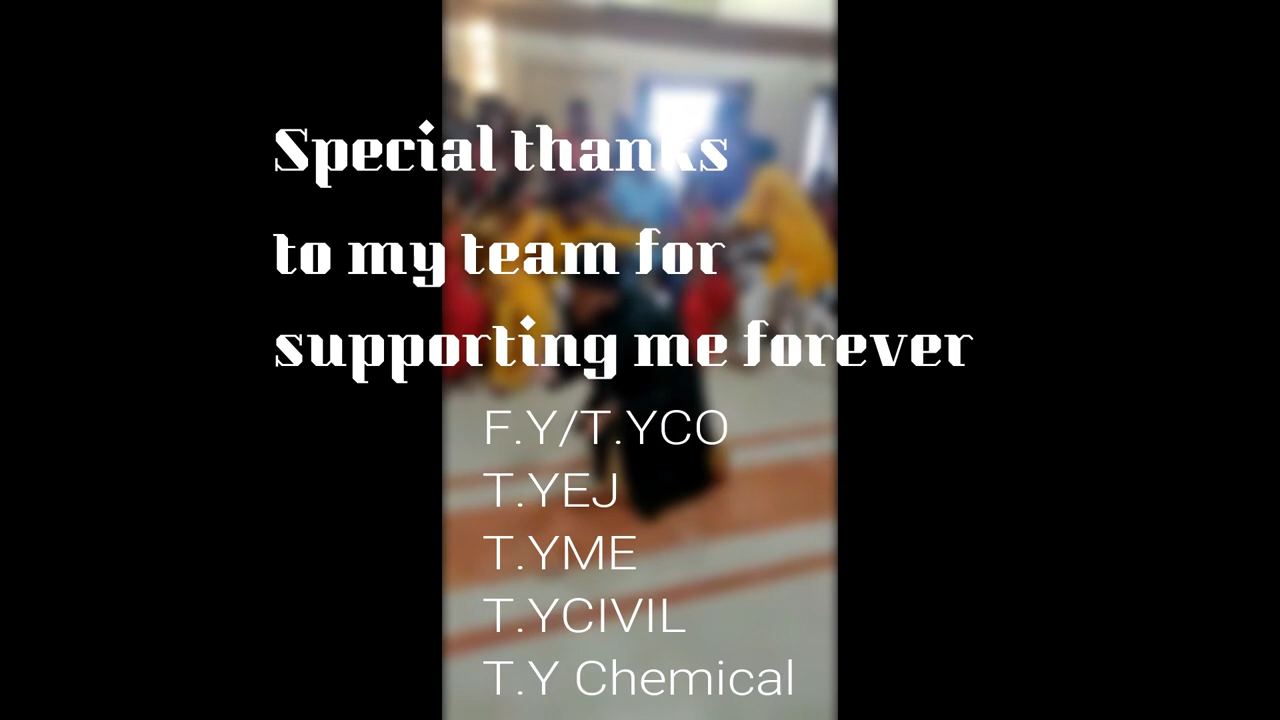 Special thanks
to my team for
supporting me forever
F.Y/T.YCO
T.YEJ
T.YME
T.YCIVIL
T.Y Chemical